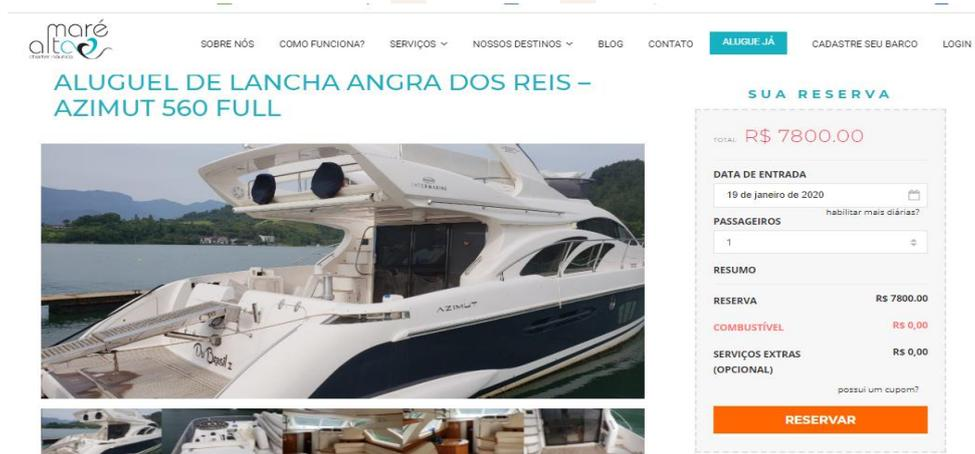 maré
alta
charter náutico
SOBRE NÓS COMO FUNCIONA? SERVIÇOS NOSSOS DESTINOS BLOG CONTATO ALUGUE JÁ CADASTRE SEU BARCO LOGIN
ALUGUEL DE LANCHA ANGRA DOS REIS –
AZIMUT 560 FULL
INTERMARINE
AZIMUT
SUA RESERVA
TOTAL R$ 7800.00
DATA DE ENTRADA
19 de janeiro de 2020
habilitar mais diárias?
PASSAGEIROS
1
RESUMO
RESERVA R$ 7800.00
COMBUSTÍVEL R$ 0,00
SERVIÇOS EXTRAS R$ 0,00
(OPCIONAL)
possui um cupom?
RESERVAR